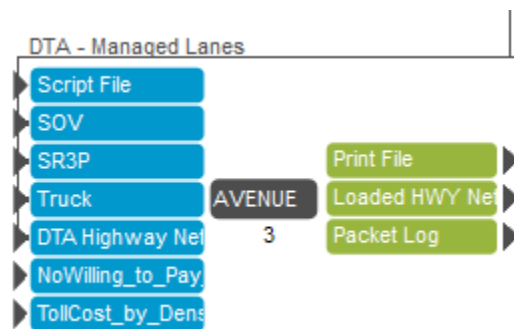 DTA - Managed Lanes
Script File
SOV
SR3P
Print File
Truck
AVENUE
Loaded HWY Net
DTA Highway Net
3
Packet Log
NoWilling_to_Pay_
TollCost_by_Dens